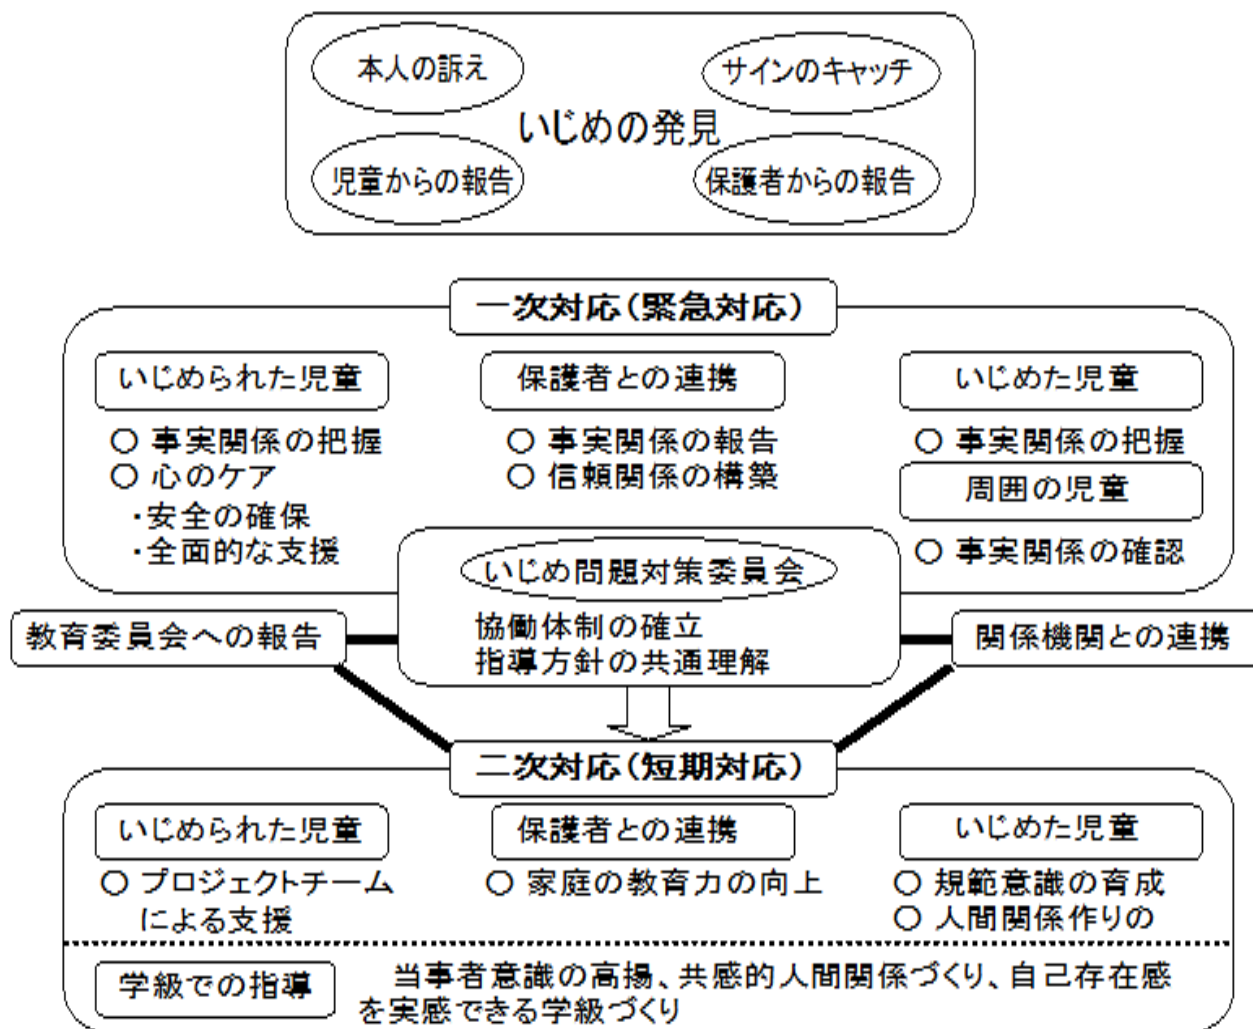 本人の訴え
サインのキャッチ
いじめの発見
児童からの報告
保護者からの報告
一次対応(緊急対応)
いじめられた児童
○ 事実関係の把握
○ 心のケア
・安全の確保
・全面的な支援
保護者との連携
○ 事実関係の報告
○ 信頼関係の構築
いじめた児童
○ 事実関係の把握
周囲の児童
○ 事実関係の確認
いじめ問題対策委員会
協働体制の確立
指導方針の共通理解
教育委員会への報告
関係機関との連携
二次対応(短期対応)
いじめられた児童
○ プロジェクトチーム
による支援
保護者との連携
○ 家庭の教育力の向上
いじめた児童
○ 規範意識の育成
○ 人間関係作りの
学級での指導
当事者意識の高揚、共感的人間関係づくり、自己存在感
を実感できる学級づくり